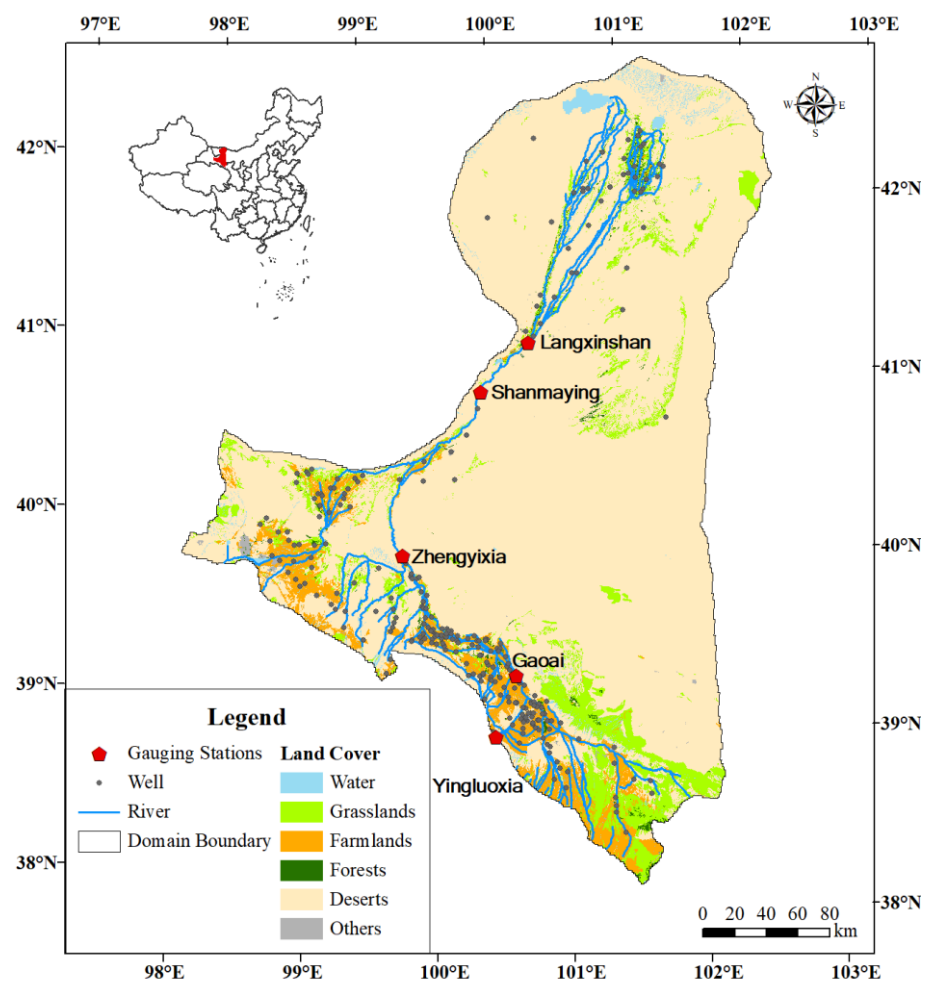 97°E 98°E 99°E 100°E 101°E 102°E 103°E
N
W E
S
42°N
42°N
41°N
Langxinshan
41°N
Shanmaying
40°N
40°N
Zhengyixia
Gaoai
39°N
39°N
Yingluoxia
Legend
Gauging Stations
Well
River
Domain Boundary
Land Cover
Water
Grasslands
Farmlands
Forests
Deserts
Others
38°N
38°N
0 20 40 60 80
km
98°E 99°E 100°E 101°E 102°E 103°E